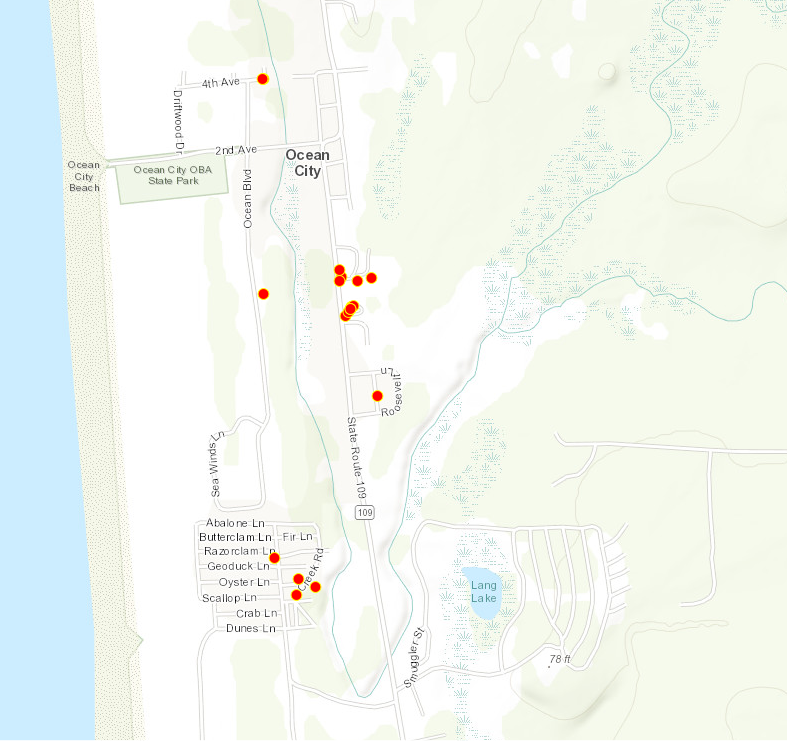 4th Ave
Driftwood Dr
2nd Ave
Ocean
City
Ocean
City
Beach
Ocean City OBA
State Park
Ocean Blvd
Ln
Roosevelt
State Route 109
Sea Winds Ln
109
Abalone Ln
Butterclam Ln
Fir Ln
Razorclam Ln
Geoduck Ln
Creek Rd
Oyster Ln
Scallop Ln
Crab Ln
Dunes Ln
Lang
Lake
Smuggler St
78 ft